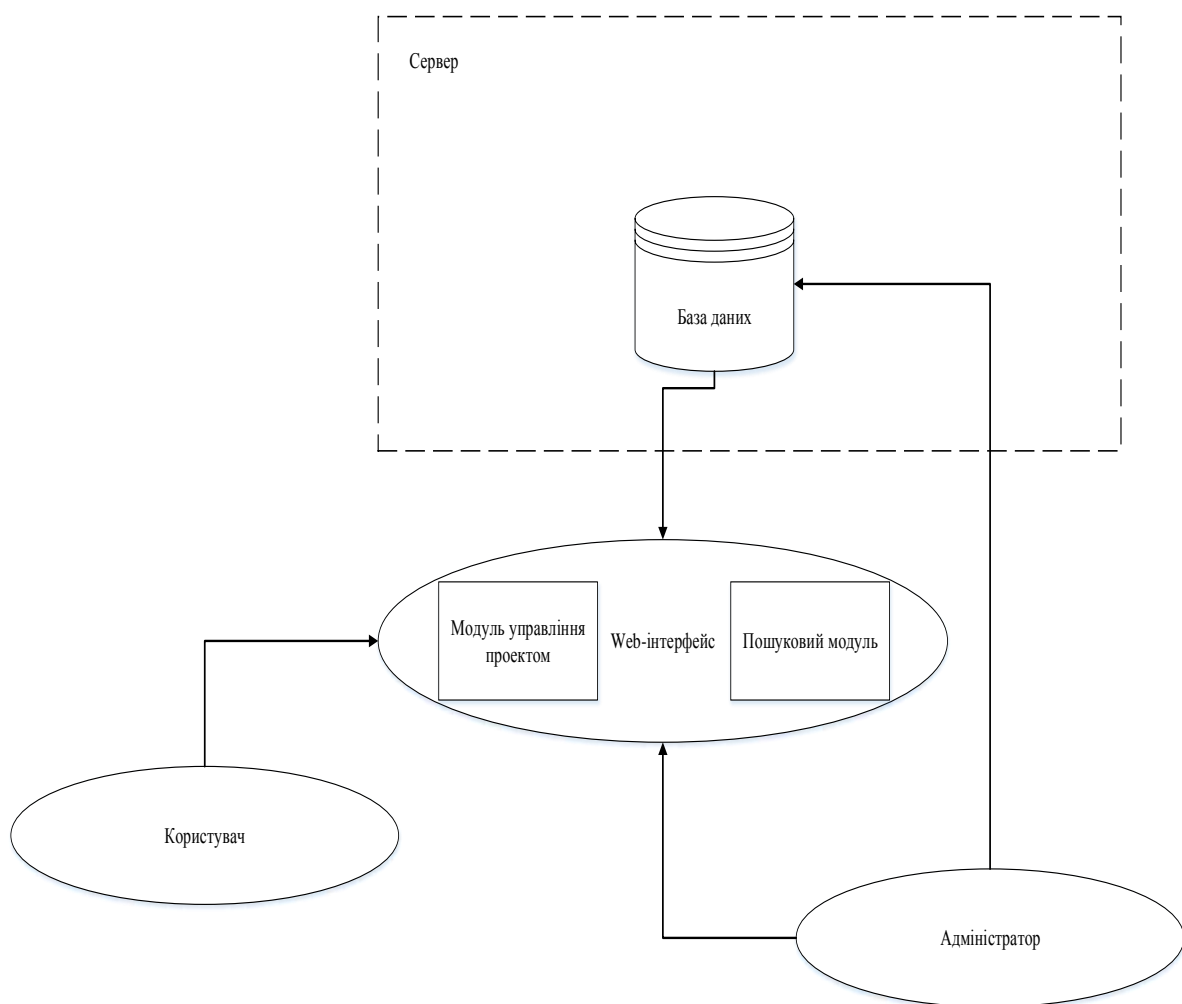 Сервер
База даних
Модуль управління
проектом
Web-інтерфейс
Пошуковий модуль
Користувач
Адміністратор